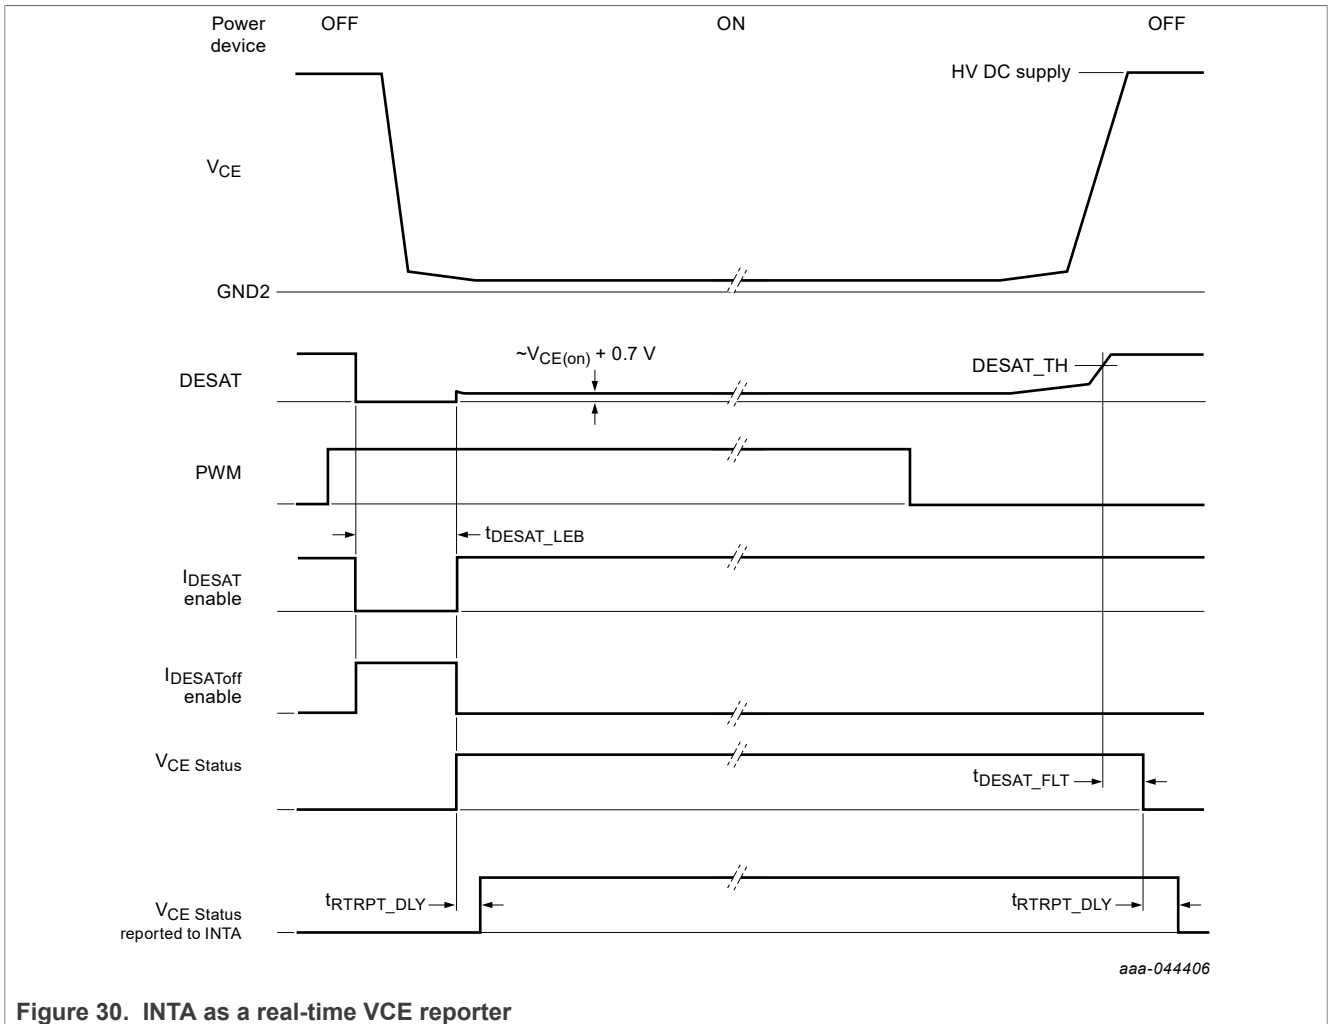 Power
device
OFF
ON
OFF
HV DC supply
VCE
GND2
~VCE(on) + 0.7 V
DESAT_TH
DESAT
PWM
tDESAT_LEB
IDESAT
enable
IDESAToff
enable
VCE Status
tDESAT_FLT
tRTRPT_DLY
tRTRPT_DLY
VCE Status
reported to INTA
aaa-044406
Figure 30. INTA as a real-time VCE reporter